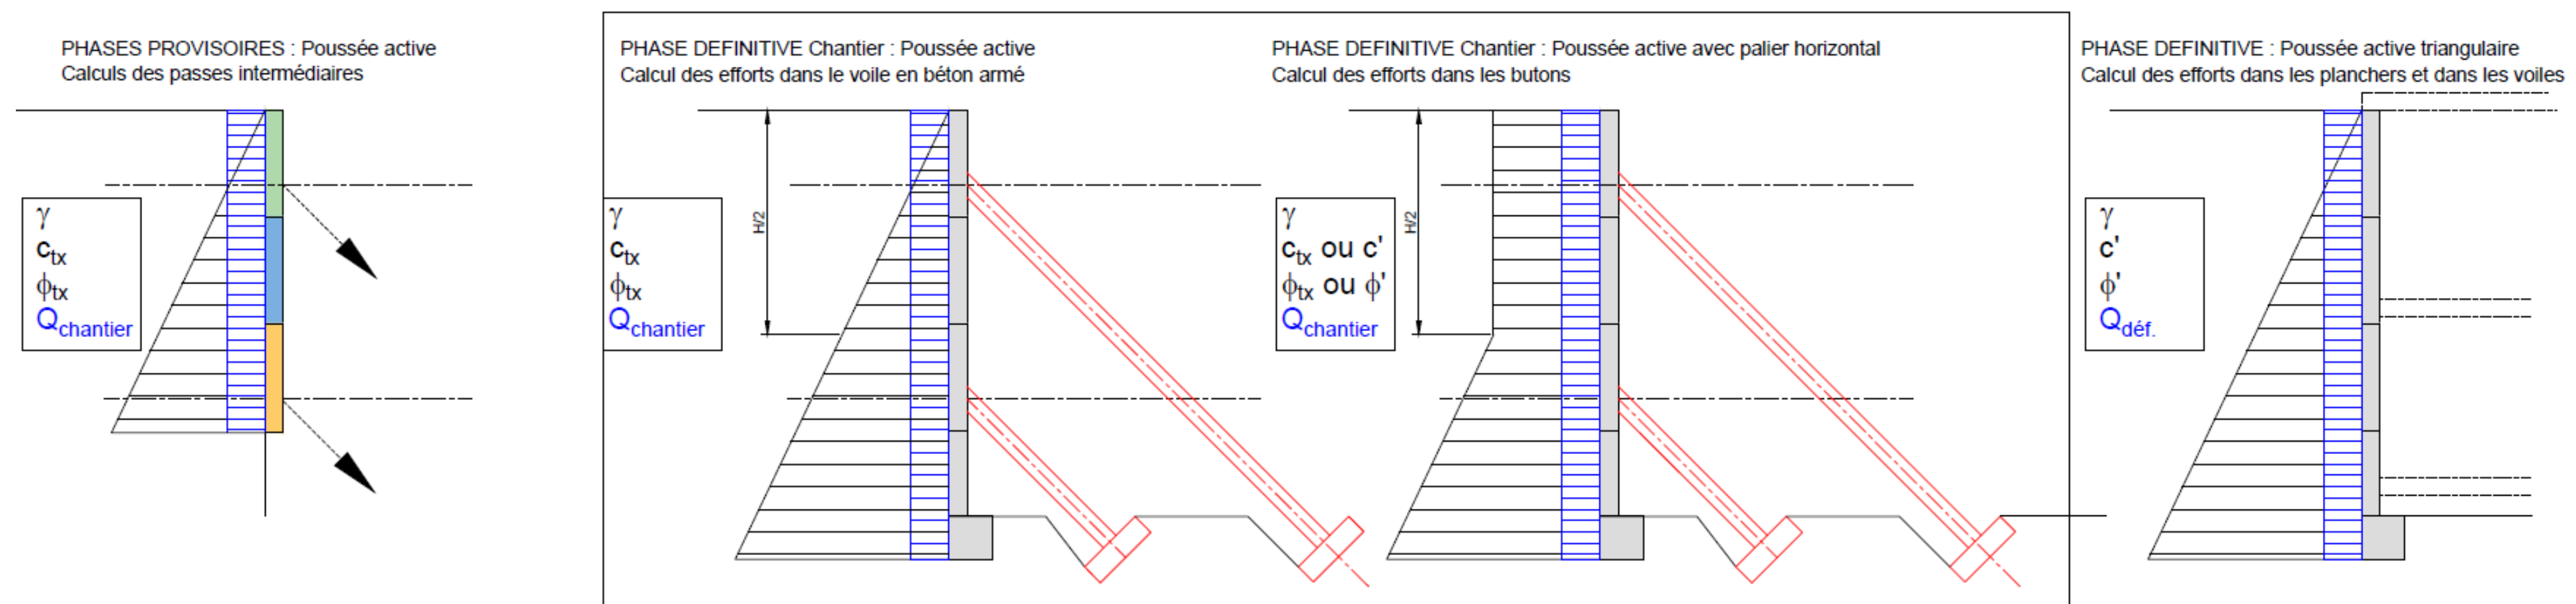 PHASES PROVISOIRES : Poussée active
Calculs des passes intermédiaires
γ
ctx
ϕtx
Qchantier
PHASE DEFINITIVE Chantier : Poussée active
Calcul des efforts dans le voile en béton armé
H/2
γ
ctx
ϕtx
Qchantier
PHASE DEFINITIVE Chantier : Poussée active avec palier horizontal
Calcul des efforts dans les butons
H/2
γ
ctx ou c'
ϕtx ou ϕ'
Qchantier
PHASE DEFINITIVE : Poussée active triangulaire
Calcul des efforts dans les planchers et dans les voiles
γ
c'
ϕ'
Qdéf.